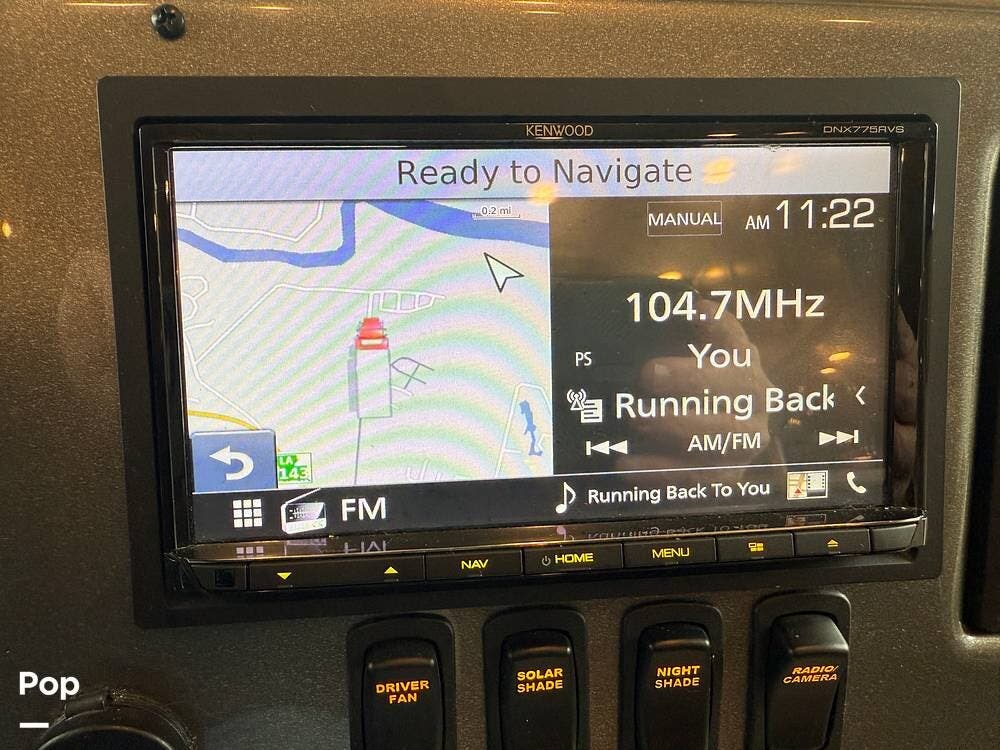 KENWOOD
DNX775RVS
Ready to Navigate
0.2 mi
MANUAL
AM 11:22
104.7MHz
PS You
Running Back
AM/FM
LA
143
FM
Running Back To You
NAV
HOME
MENU
DRIVER
FAN
SOLAR
SHADE
NIGHT
SHADE
RADIO/
CAMERA
Pop